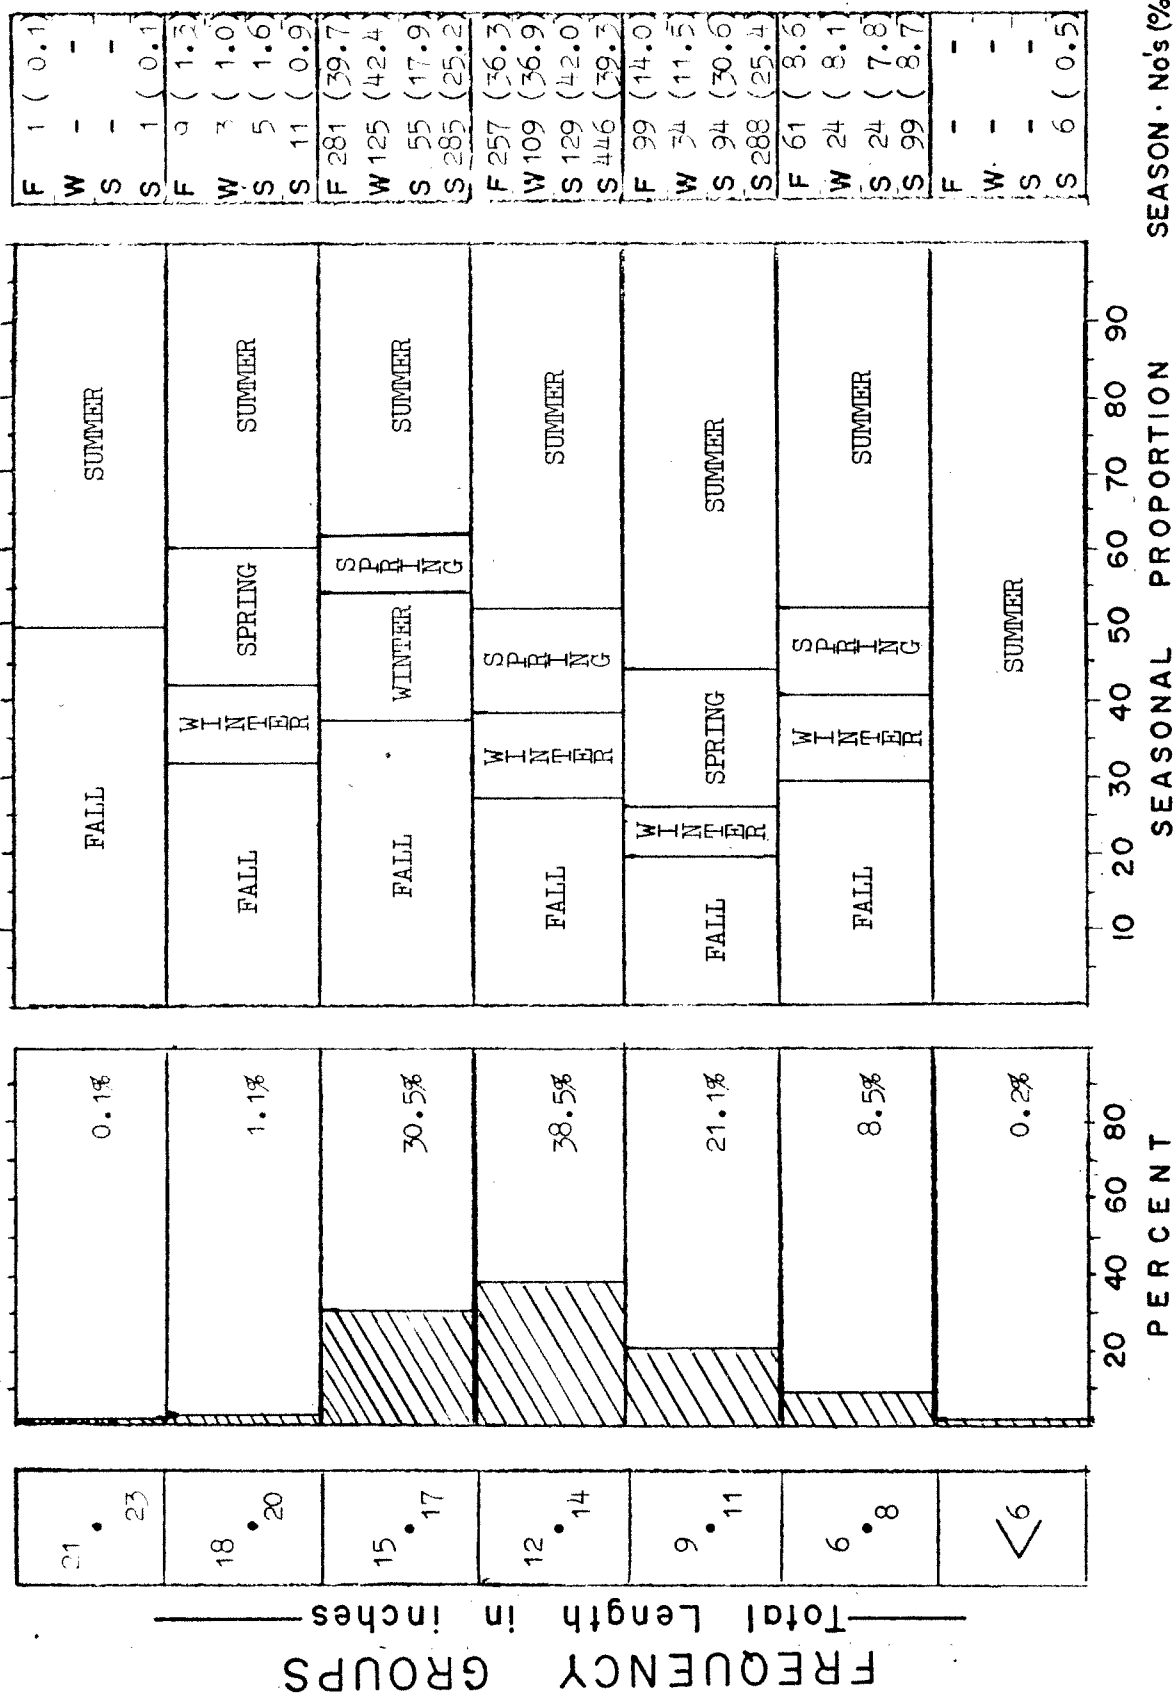 FREQUENCY GROUPS
Total Length in inches
21 • 23
18 • 20
15 • 17
12 • 14
9 • 11
6 • 8
<6
0.1%
1.1%
30.5%
38.5%
21.1%
8.5%
0.2%
20 40 60 80
PERCENT
FALL SUMMER
FALL WINTER SPRING SUMMER
FALL WINTER SPRING SUMMER
FALL WINTER SPRING SUMMER
FALL WINTER SPRING SUMMER
FALL WINTER SPRING SUMMER
SUMMER
10 20 30 40 50 60 70 80 90
SEASONAL PROPORTION
F 1 ( 0.1)
W - -
S - -
S 1 ( 0.1)
F 9 ( 1.3)
W 3 ( 1.0)
S 5 ( 1.6)
S 11 ( 0.9)
F 281 (39.7)
W 125 (42.4)
S 55 (17.9)
S 285 (25.2)
F 257 (36.3)
W 109 (36.9)
S 129 (42.0)
S 446 (39.3)
F 99 (14.0)
W 34 (11.5)
S 94 (30.6)
S 288 (25.4)
F 61 ( 8.6)
W 24 ( 8.1)
S 24 ( 7.8)
S 99 ( 8.7)
F - -
W - -
S - -
S 6 ( 0.5)
SEASON • No's (%